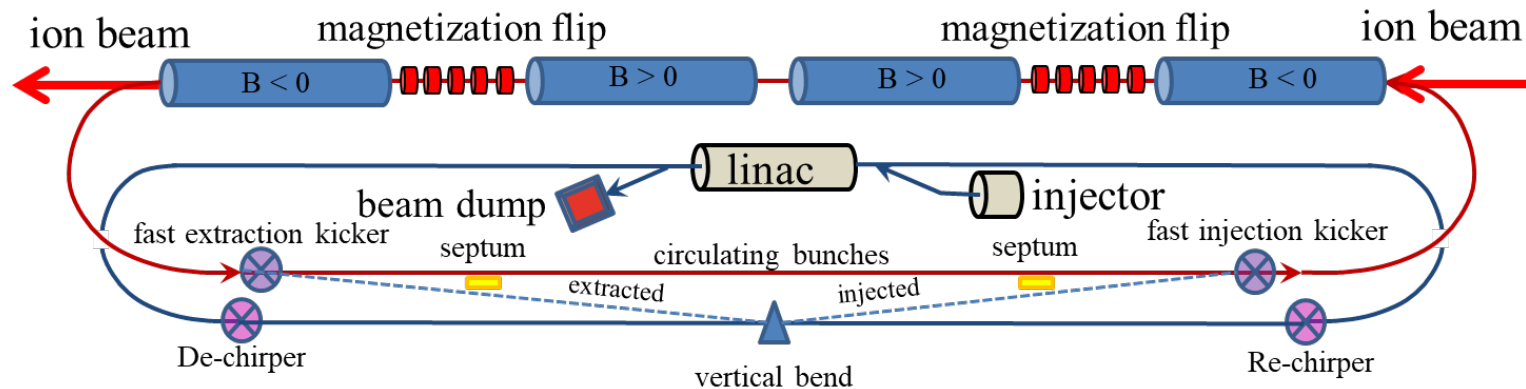 ion beam
magnetization flip
magnetization flip
ion beam
B < 0
B > 0
B > 0
B < 0
linac
injector
beam dump
fast extraction kicker
septum
circulating bunches
septum
fast injection kicker
extracted
injected
De-chirper
vertical bend
Re-chirper